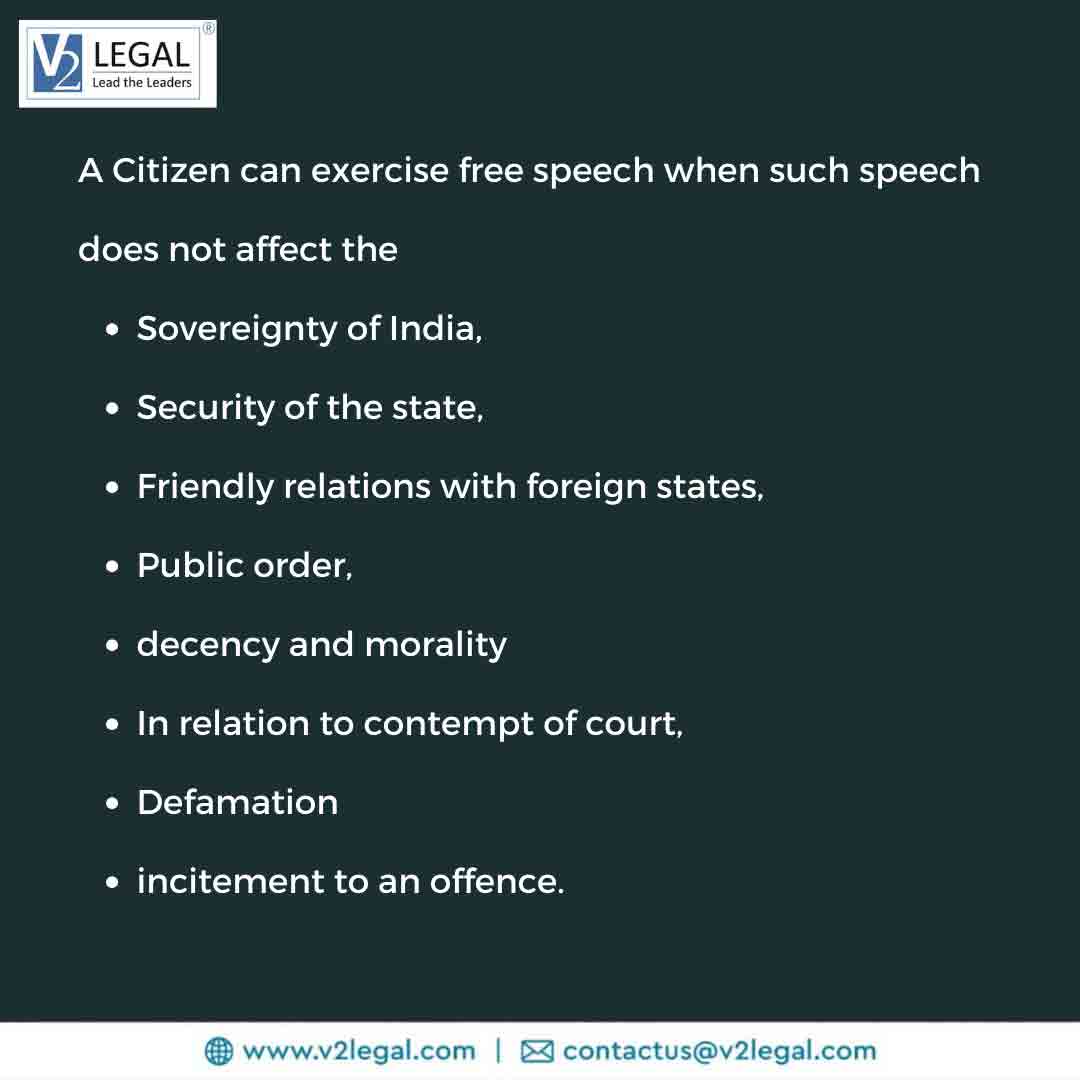 V2 LEGAL®
Lead the Leaders
A Citizen can exercise free speech when such speech
does not affect the
• Sovereignty of India,
• Security of the state,
• Friendly relations with foreign states,
• Public order,
• decency and morality
• In relation to contempt of court,
• Defamation
• incitement to an offence.
www.v2legal.com | contactus@v2legal.com